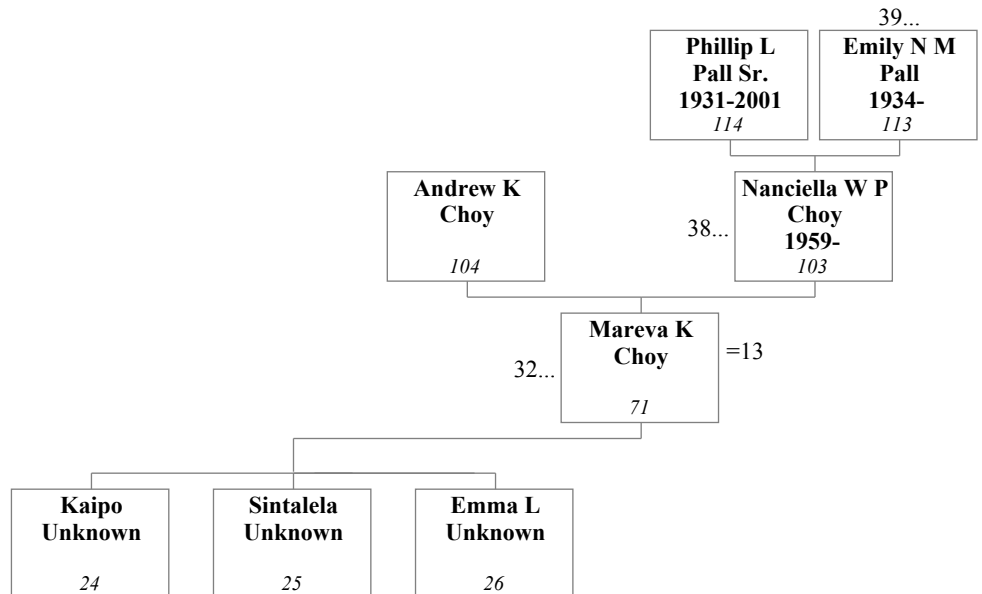 39...
Phillip L
Pall Sr.
1931-2001
114
Emily N M
Pall
1934-
113
Andrew K
Choy
104
38...
Nanciella W P
Choy
1959-
103
32...
Mareva K
Choy
71
=13
Kaipo
Unknown
24
Sintalela
Unknown
25
Emma L
Unknown
26